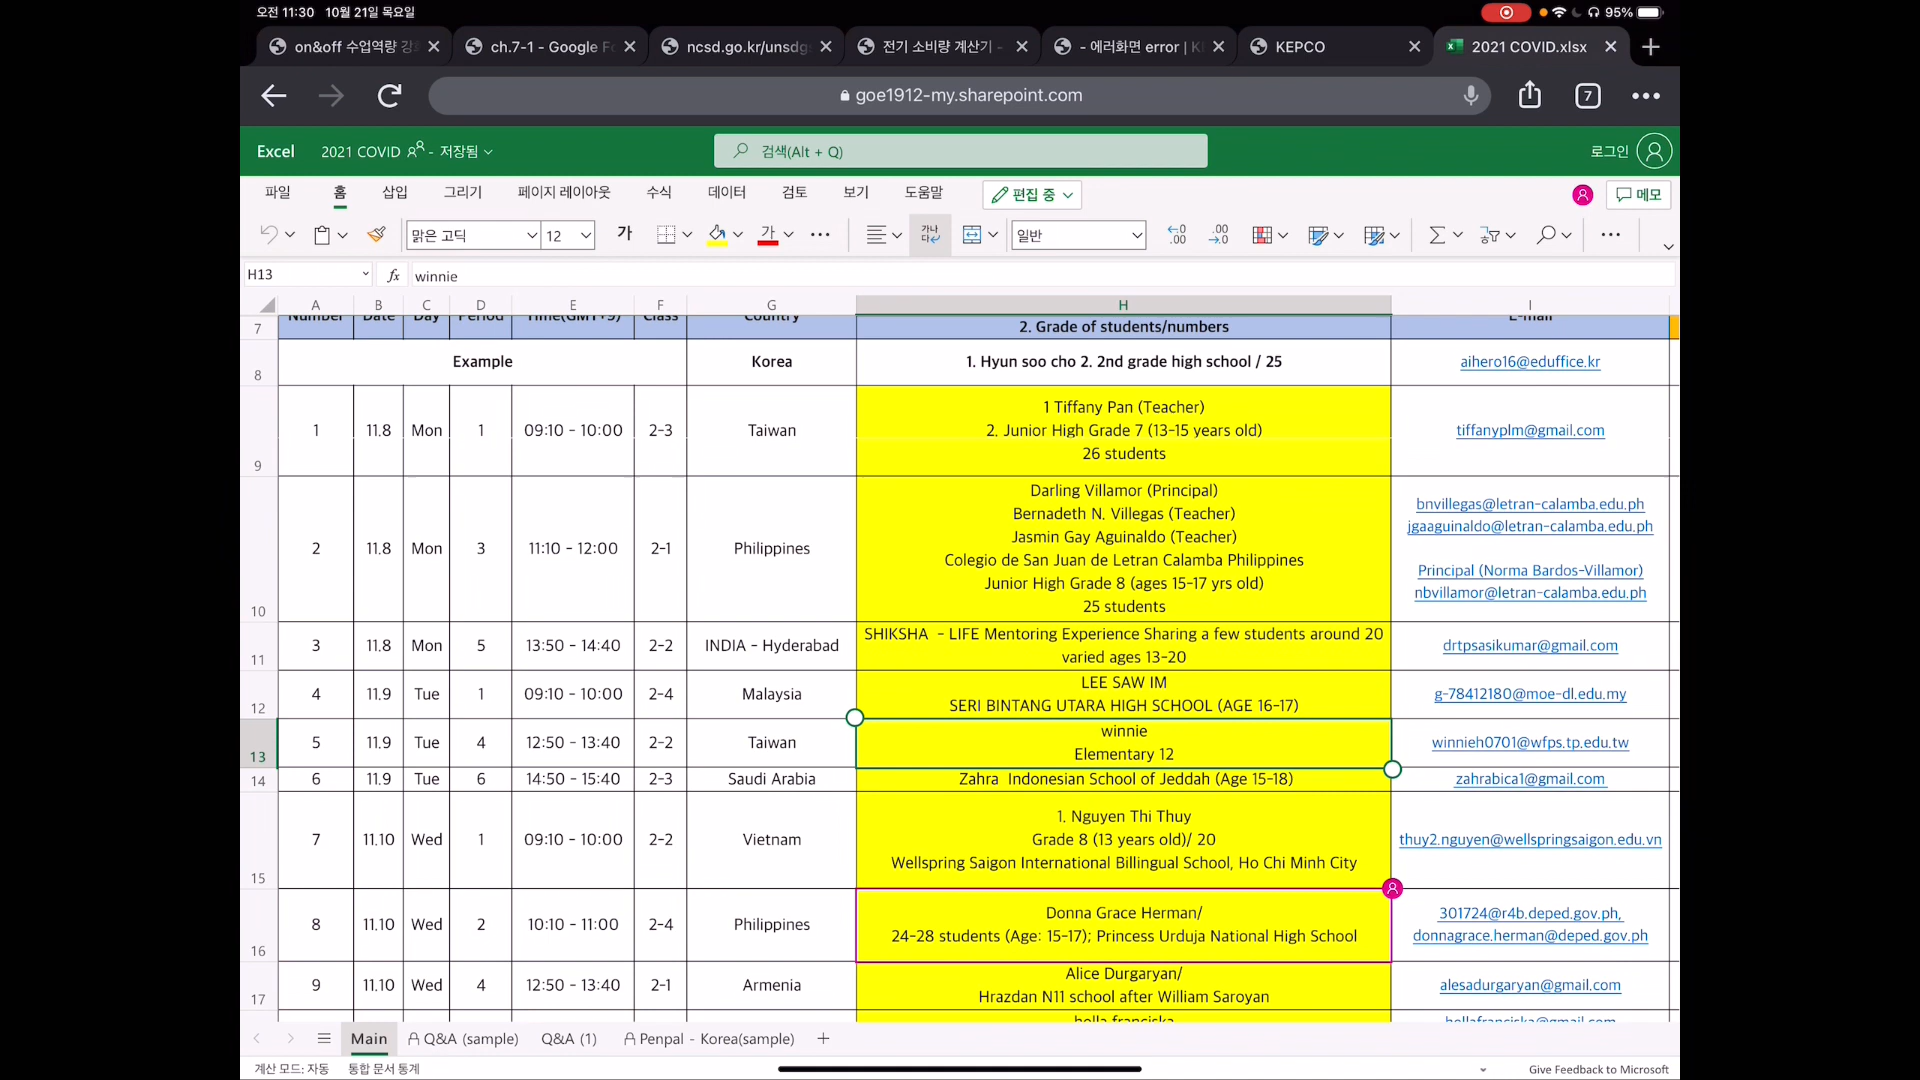 오전 11:30 10월 21일 목요일
95%
on&off 수업역량 강
ch.7-1 - Google F
ncsd.go.kr/unsdg
전기 소비량 계산기 -
- 에러화면 error | K
KEPCO
2021 COVID.xlsx
goe1912-my.sharepoint.com
7
Excel 2021 COVID - 저장됨
검색(Alt + Q)
로그인
파일 홈 삽입 그리기 페이지 레이아웃 수식 데이터 검토 보기 도움말 편집 중 메모
맑은 고딕 12 가 가 일반
H13 fx winnie
A B C D E F G H I
7 Number Date Day Period Time(GMT+9) Class Country 2. Grade of students/numbers E-mail
8 Example Korea 1. Hyun soo cho 2. 2nd grade high school / 25 aihero16@eduffice.kr
1 11.8 Mon 1 09:10 - 10:00 2-3 Taiwan
1 Tiffany Pan (Teacher)
2. Junior High Grade 7 (13-15 years old)
26 students
tiffanyplm@gmail.com
9
2 11.8 Mon 3 11:10 - 12:00 2-1 Philippines
Darling Villamor (Principal)
Bernadeth N. Villegas (Teacher)
Jasmin Gay Aguinaldo (Teacher)
Colegio de San Juan de Letran Calamba Philippines
Junior High Grade 8 (ages 15-17 yrs old)
25 students
bnvillegas@letran-calamba.edu.ph
jgaaguinaldo@letran-calamba.edu.ph
Principal (Norma Bardos-Villamor)
nbvillamor@letran-calamba.edu.ph
10
3 11.8 Mon 5 13:50 - 14:40 2-2 INDIA - Hyderabad
SHIKSHA - LIFE Mentoring Experience Sharing a few students around 20
varied ages 13-20
drtpsasikumar@gmail.com
11
4 11.9 Tue 1 09:10 - 10:00 2-4 Malaysia
LEE SAW IM
SERI BINTANG UTARA HIGH SCHOOL (AGE 16-17)
g-78412180@moe-dl.edu.my
12
5 11.9 Tue 4 12:50 - 13:40 2-2 Taiwan
winnie
Elementary 12
winnieh0701@wfps.tp.edu.tw
13
14 6 11.9 Tue 6 14:50 - 15:40 2-3 Saudi Arabia Zahra Indonesian School of Jeddah (Age 15-18) zahrabica1@gmail.com
7 11.10 Wed 1 09:10 - 10:00 2-2 Vietnam
1. Nguyen Thi Thuy
Grade 8 (13 years old)/ 20
Wellspring Saigon International Billingual School, Ho Chi Minh City
thuy2.nguyen@wellspringsaigon.edu.vn
15
8 11.10 Wed 2 10:10 - 11:00 2-4 Philippines
Donna Grace Herman/
24-28 students (Age: 15-17); Princess Urduja National High School
301724@r4b.deped.gov.ph,
donnagrace.herman@deped.gov.ph
16
9 11.10 Wed 4 12:50 - 13:40 2-1 Armenia
Alice Durgaryan/
Hrazdan N11 school after William Saroyan
alesadurgaryan@gmail.com
17
bella franciska
bellafranciska@gmail.com
Main Q&A (sample) Q&A (1) Penpal - Korea(sample)
계산 모드: 자동 통합 문서 통계 Give Feedback to Microsoft